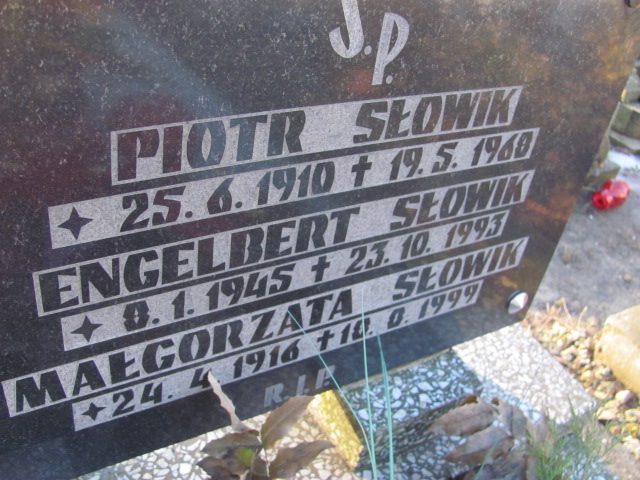 Ś.P.
PIOTR SŁOWIK
25.6.1910 † 19.5.1968
ENGELBERT SŁOWIK
8.1.1945 † 23.10.1993
MAŁGORZATA SŁOWIK
24.4.1916 † 18.8.1999
R.I.P.